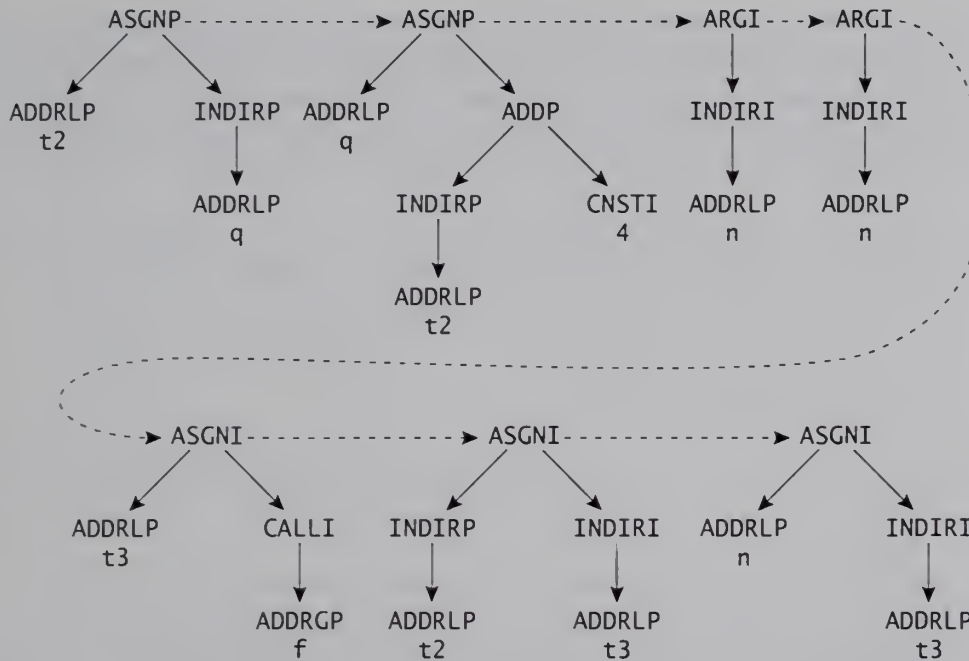 ASGNP ASGNP ARGI ARGI
ADDRLP INDIRP ADDRLP ADDP INDIRI INDIRI
t2 q
ADDRLP INDIRP CNSTI ADDRLP ADDRLP
q 4 n n
ADDRLP
t2
ASGNI ASGNI ASGNI
ADDRLP CALLI INDIRP INDIRI ADDRLP INDIRI
t3 n
ADDRGP ADDRLP ADDRLP ADDRLP
f t2 t3 t3